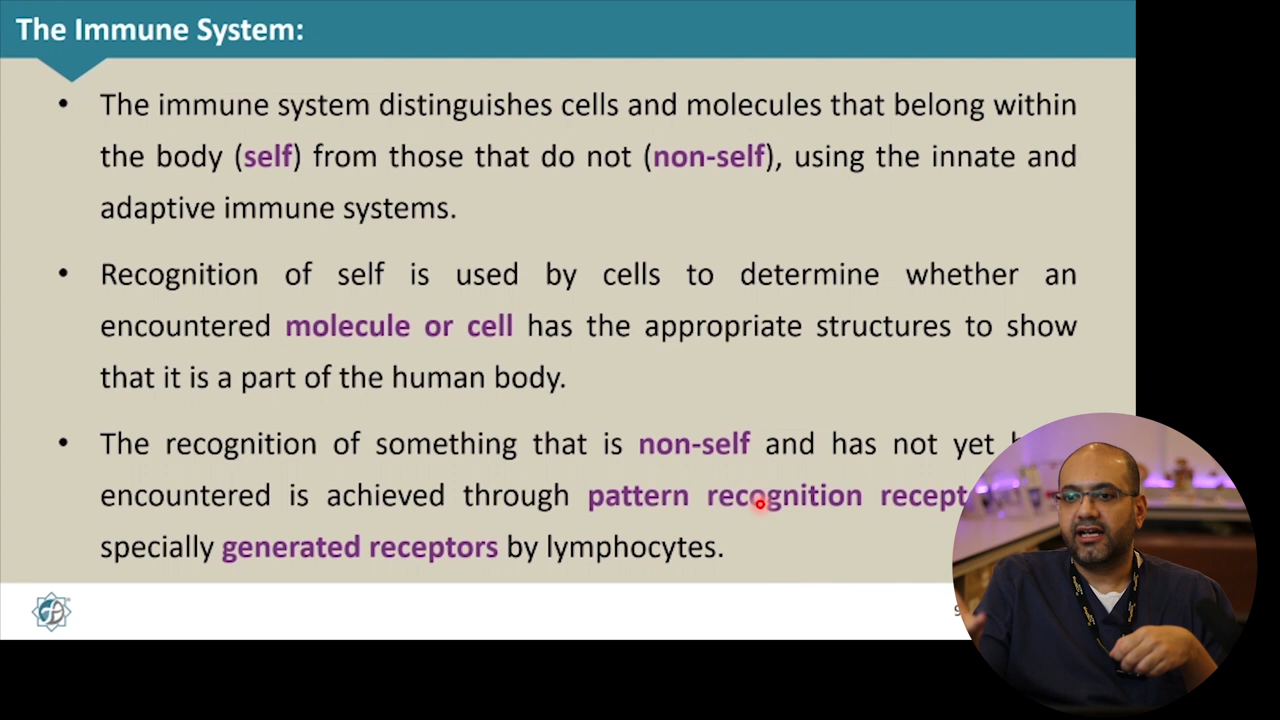 The Immune System:
• The immune system distinguishes cells and molecules that belong within
the body (self) from those that do not (non-self), using the innate and
adaptive immune systems.
• Recognition of self is used by cells to determine whether an
encountered molecule or cell has the appropriate structures to show
that it is a part of the human body.
• The recognition of something that is non-self and has not yet
encountered is achieved through pattern recognition
specially generated receptors by lymphocytes.